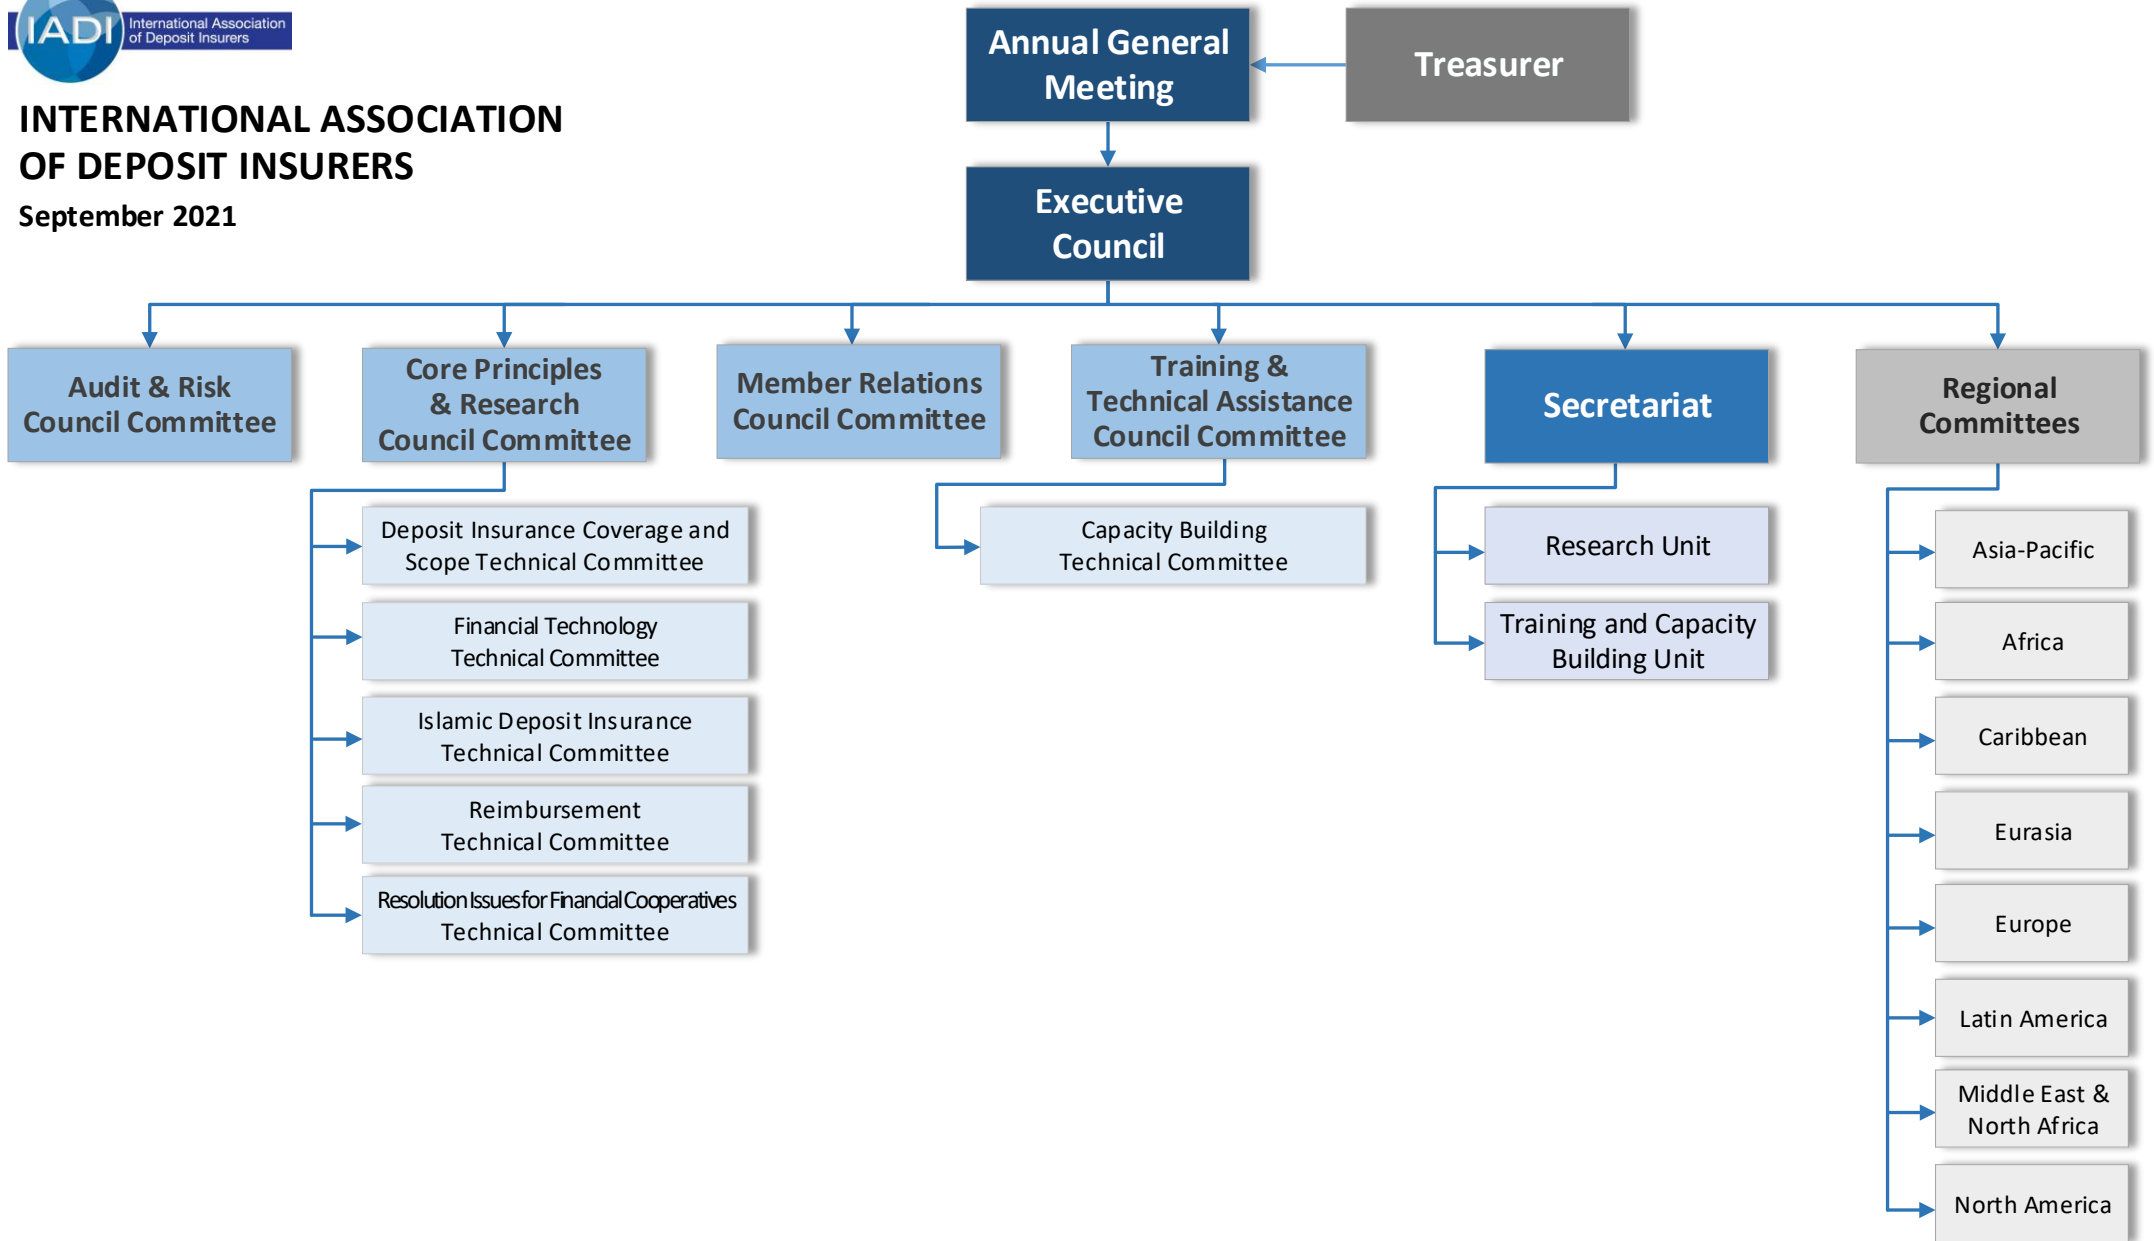 IADI
International Association
of Deposit Insurers
INTERNATIONAL ASSOCIATION
OF DEPOSIT INSURERS
September 2021
Annual General
Meeting
Treasurer
Executive
Council
Audit & Risk
Council Committee
Core Principles
& Research
Council Committee
Member Relations
Council Committee
Training &
Technical Assistance
Council Committee
Secretariat
Regional
Committees
Deposit Insurance Coverage and
Scope Technical Committee
Financial Technology
Technical Committee
Islamic Deposit Insurance
Technical Committee
Reimbursement
Technical Committee
Resolution Issues for Financial Cooperatives
Technical Committee
Capacity Building
Technical Committee
Research Unit
Training and Capacity
Building Unit
Asia-Pacific
Africa
Caribbean
Eurasia
Europe
Latin America
Middle East &
North Africa
North America